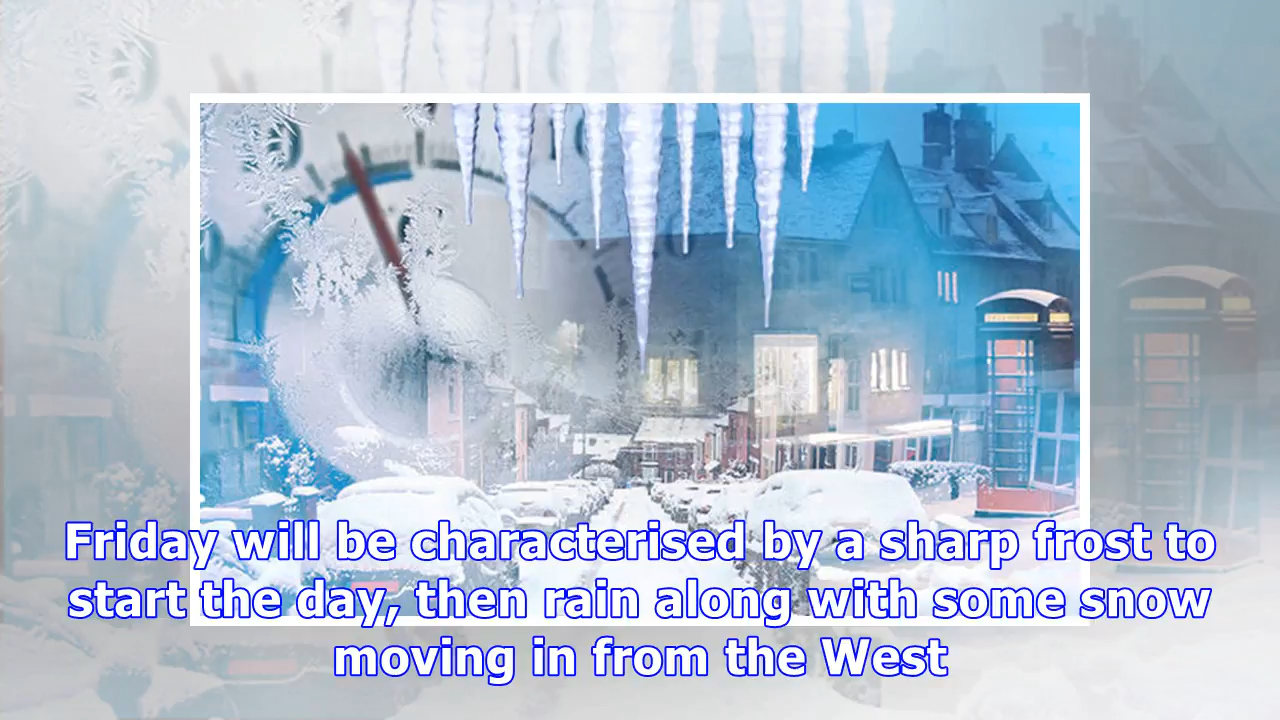 Friday will be characterised by a sharp frost to
start the day, then rain along with some snow
moving in from the West